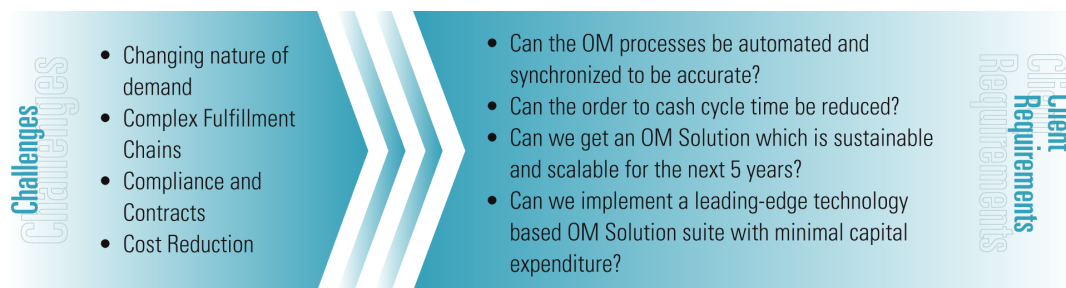 Challenges
Challenges
• Changing nature of
demand
• Complex Fulfillment
Chains
• Compliance and
Contracts
• Cost Reduction
• Can the OM processes be automated and
synchronized to be accurate?
• Can the order to cash cycle time be reduced?
• Can we get an OM Solution which is sustainable
and scalable for the next 5 years?
• Can we implement a leading-edge technology
based OM Solution suite with minimal capital
expenditure?
Client
Requirements
Client
Requirements